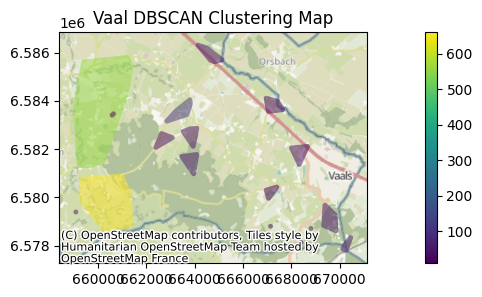 Vaal DBSCAN Clustering Map
1e6
6.586
6.584
6.582
6.580
6.578
Orsbach
Vaals
(C) OpenStreetMap contributors, Tiles style by
Humanitarian OpenStreetMap Team hosted by
OpenStreetMap France
660000 662000 664000 666000 668000 670000
600
500
400
300
200
100